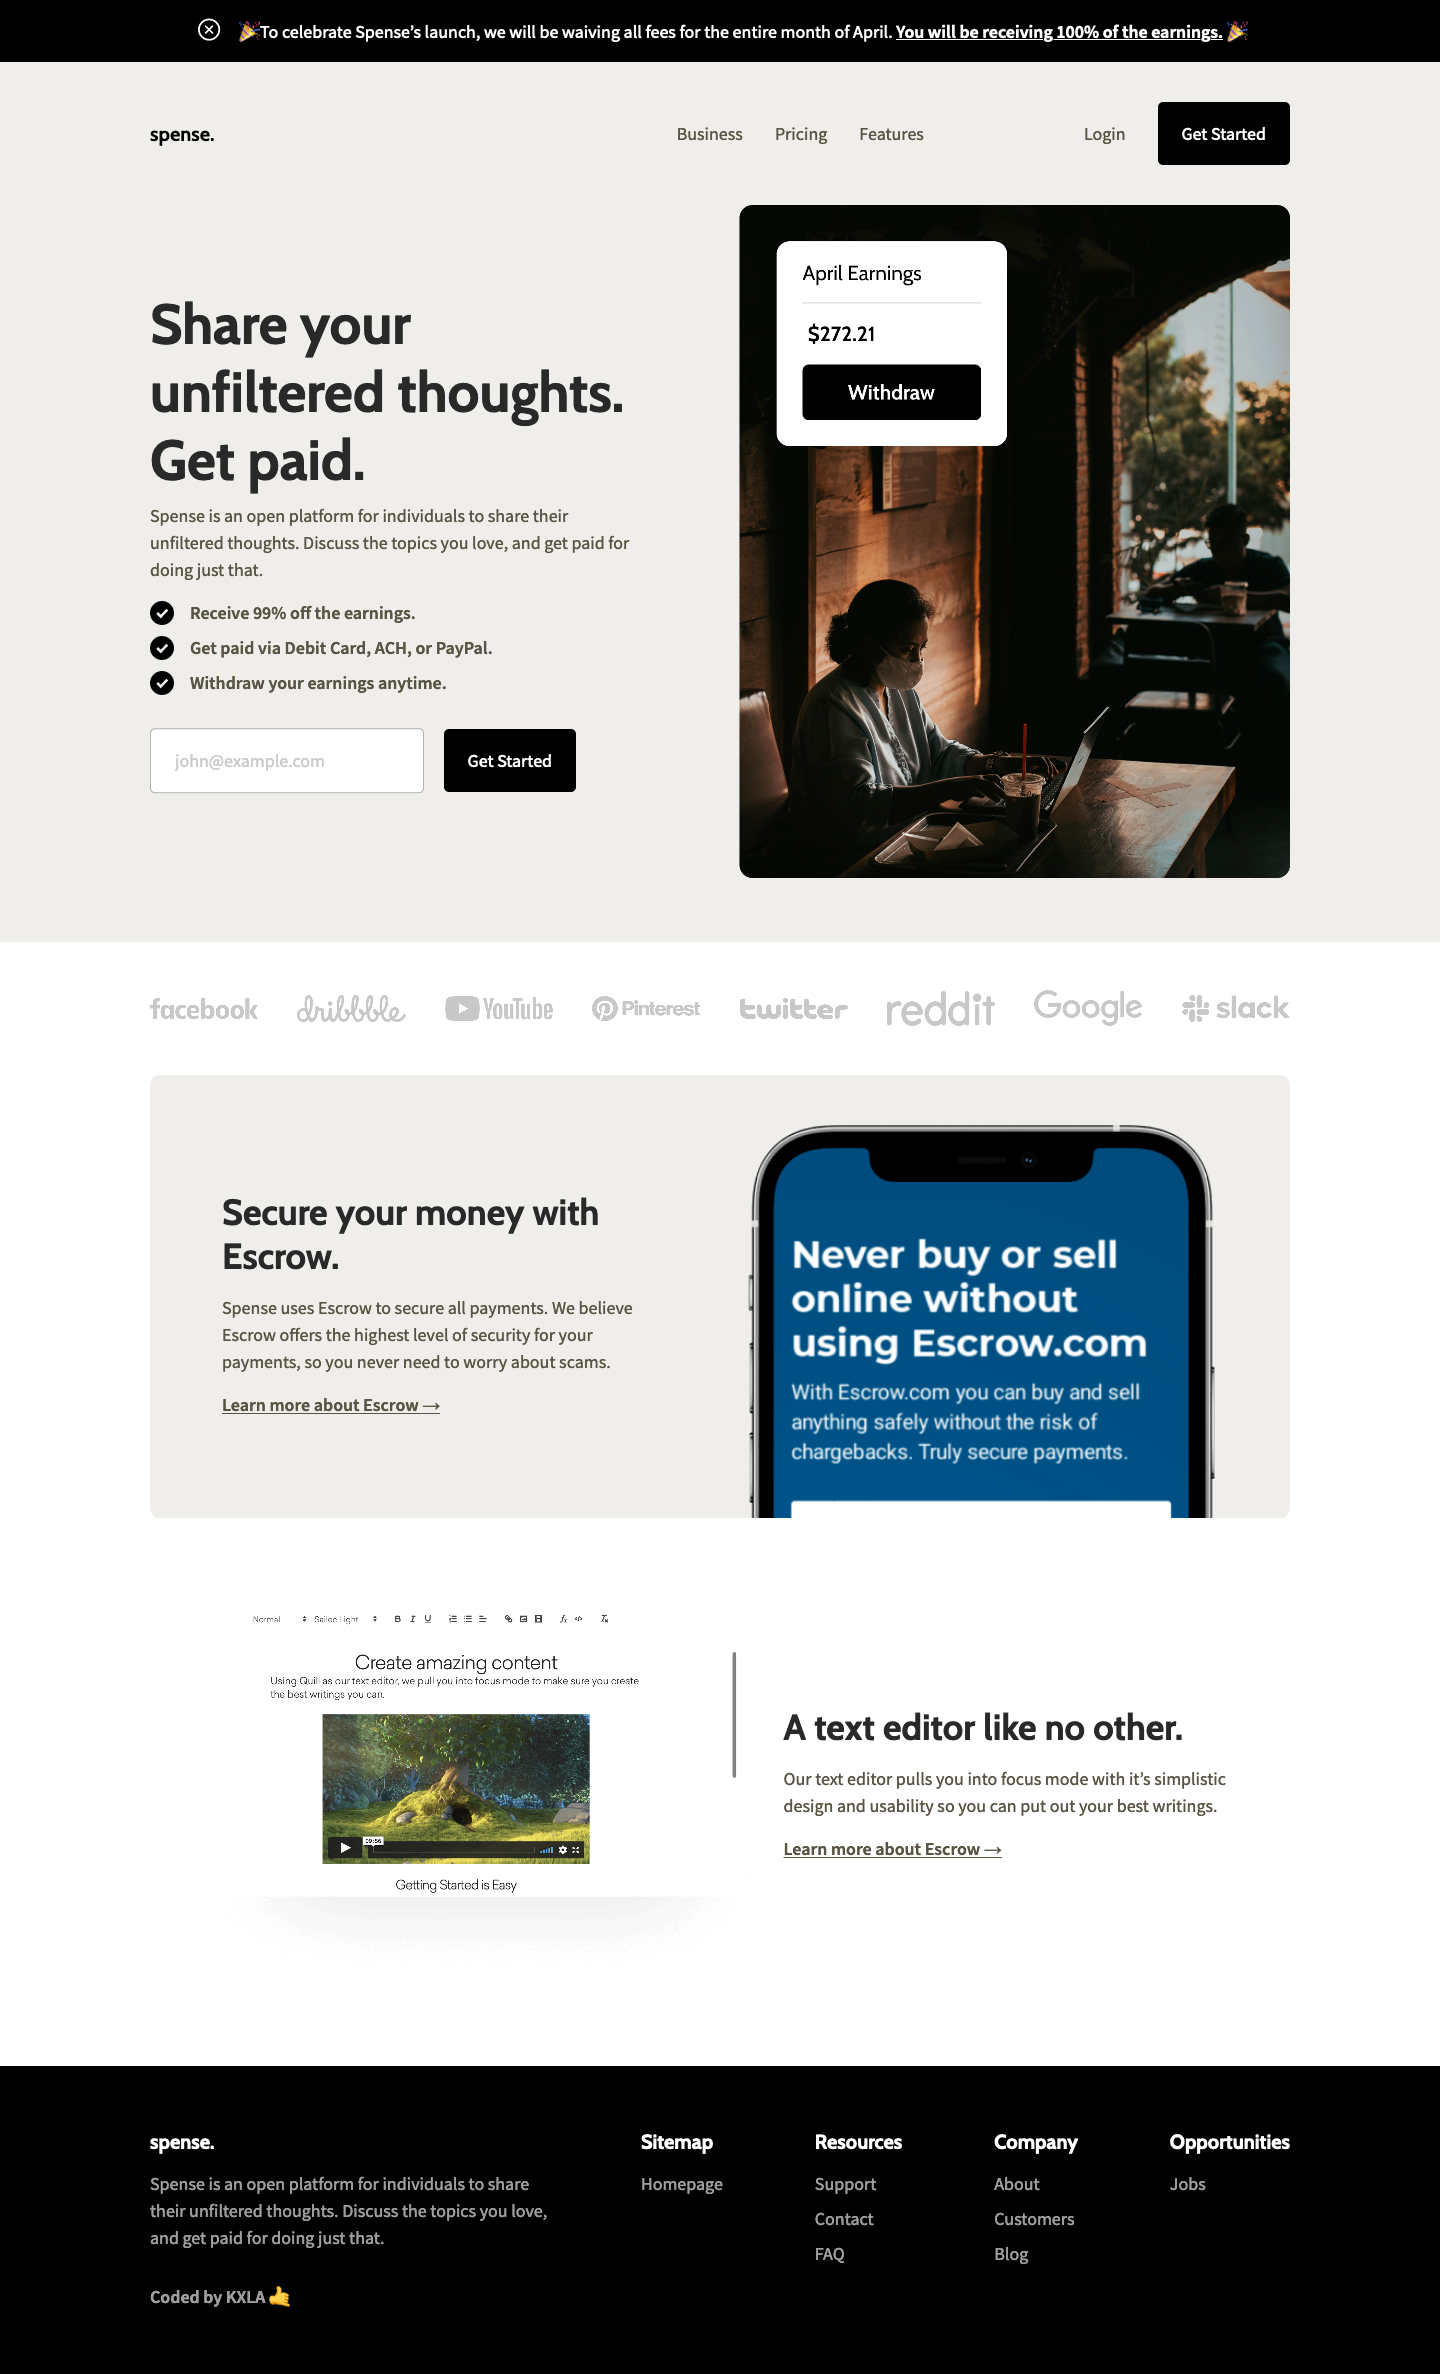 🎉To celebrate Spense’s launch, we will be waiving all fees for the entire month of April. You will be receiving 100% of the earnings. 🎉
spense.
Business
Pricing
Features
Login
Get Started
April Earnings
$272.21
Withdraw
Share your
unfiltered thoughts.
Get paid.
Spense is an open platform for individuals to share their
unfiltered thoughts. Discuss the topics you love, and get paid for
doing just that.
Receive 99% off the earnings.
Get paid via Debit Card, ACH, or PayPal.
Withdraw your earnings anytime.
john@example.com
Get Started
facebook
dribbble
YouTube
Pinterest
twitter
reddit
Google
slack
Secure your money with
Escrow.
Spense uses Escrow to secure all payments. We believe
Escrow offers the highest level of security for your
payments, so you never need to worry about scams.
Learn more about Escrow →
Never buy or sell
online without
using Escrow.com
With Escrow.com you can buy and sell
anything safely without the risk of
chargebacks. Truly secure payments.
Normal
Sailec Light
B I U
Create amazing content
Using Quill as our text editor, we pull you into focus mode to make sure you create
the best writings you can.
09:56
Getting Started is Easy
A text editor like no other.
Our text editor pulls you into focus mode with it’s simplistic
design and usability so you can put out your best writings.
Learn more about Escrow →
spense.
Spense is an open platform for individuals to share
their unfiltered thoughts. Discuss the topics you love,
and get paid for doing just that.
Coded by KXLA 🤙
Sitemap
Homepage
Resources
Support
Contact
FAQ
Company
About
Customers
Blog
Opportunities
Jobs